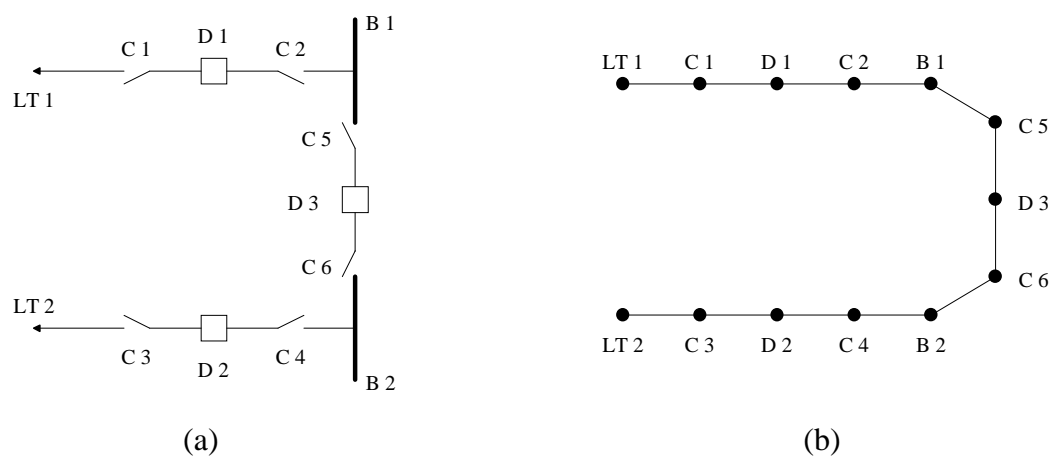 B 1
C 1 D 1 C 2
LT 1
C 5
D 3
C 6
LT 2
C 3 D 2 C 4
B 2
(a)
LT 1 C 1 D 1 C 2 B 1
C 5
D 3
C 6
LT 2 C 3 D 2 C 4 B 2
(b)